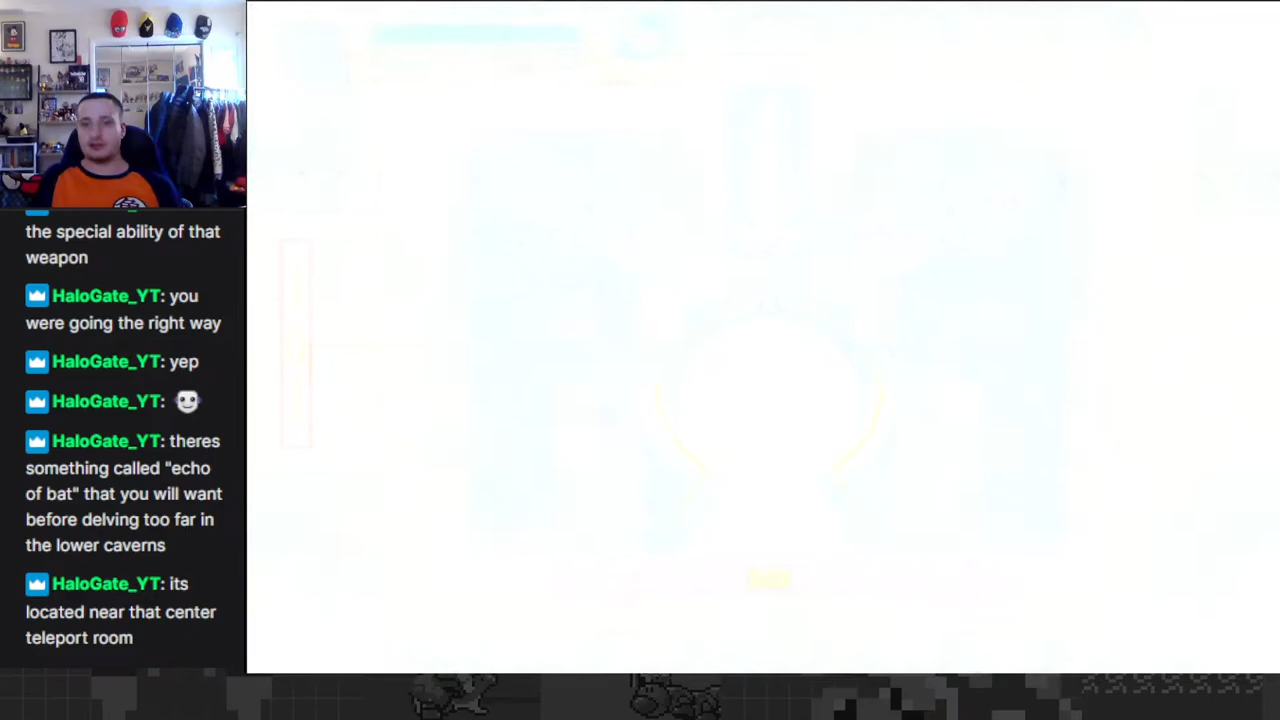 the special ability of that
weapon
HaloGate_YT: you
were going the right way
HaloGate_YT: yep
HaloGate_YT:
HaloGate_YT: theres
something called "echo
of bat" that you will want
before delving too far in
the lower caverns
HaloGate_YT: its
located near that center
teleport room